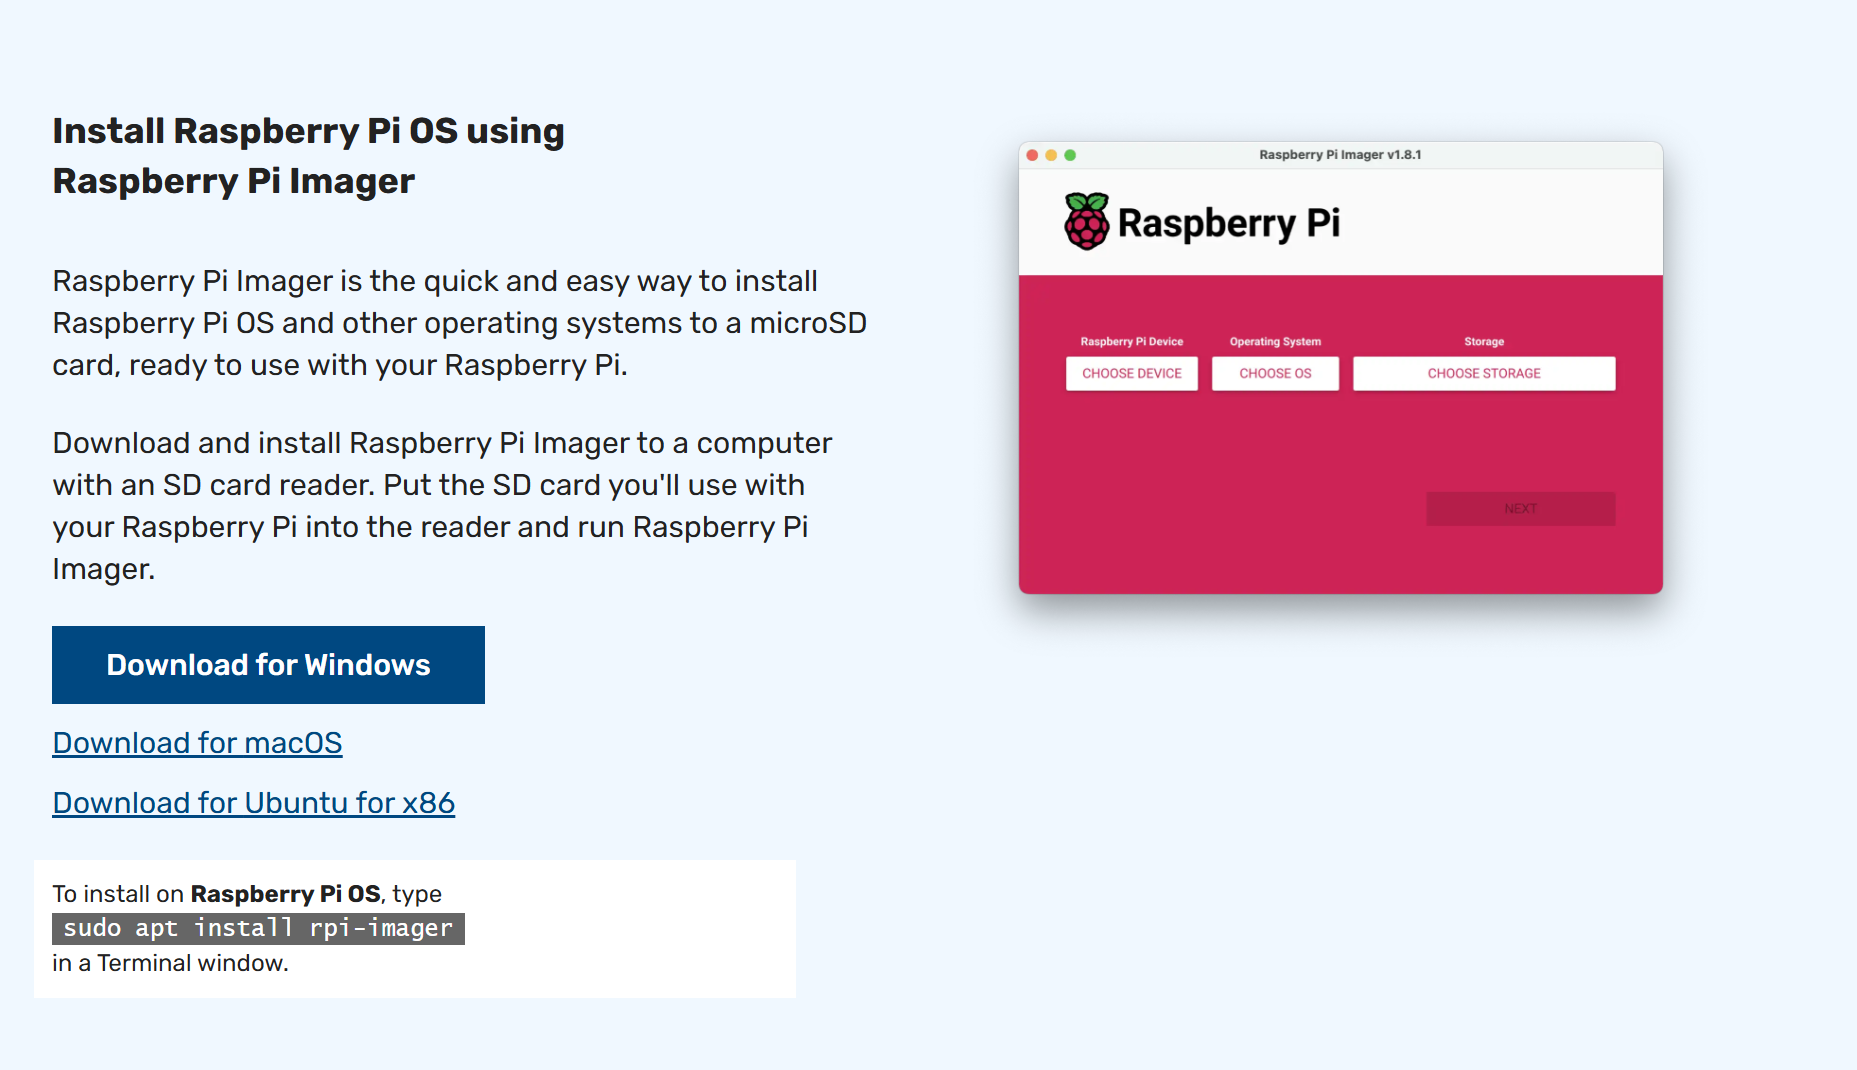 Install Raspberry Pi OS using
Raspberry Pi Imager
Raspberry Pi Imager is the quick and easy way to install
Raspberry Pi OS and other operating systems to a microSD
card, ready to use with your Raspberry Pi.
Download and install Raspberry Pi Imager to a computer
with an SD card reader. Put the SD card you'll use with
your Raspberry Pi into the reader and run Raspberry Pi
Imager.
Download for Windows
Download for macOS
Download for Ubuntu for x86
To install on Raspberry Pi OS, type
sudo apt install rpi-imager
in a Terminal window.
Raspberry Pi Imager v1.8.1
Raspberry Pi
Raspberry Pi Device Operating System Storage
CHOOSE DEVICE CHOOSE OS CHOOSE STORAGE
NEXT